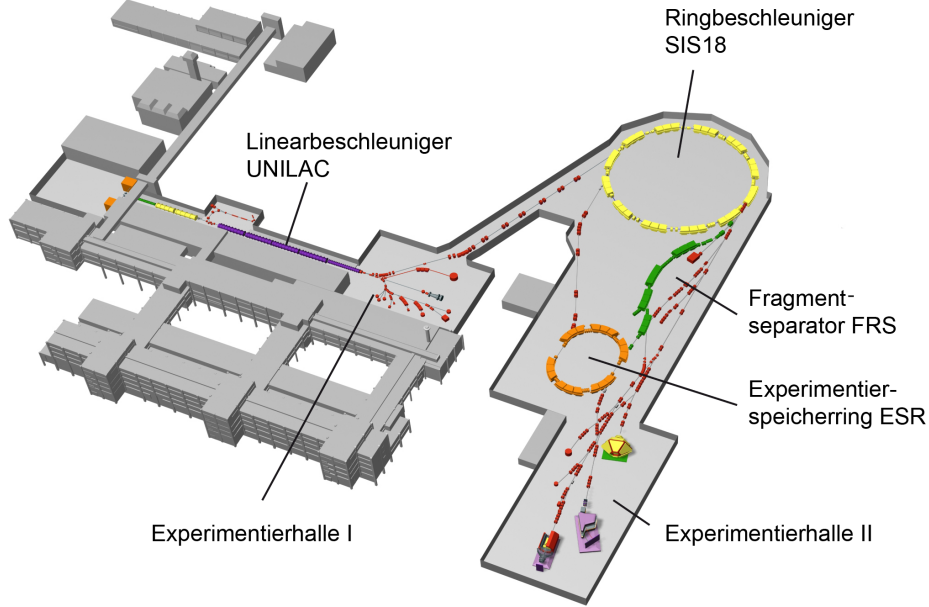 Ringbeschleuniger
SIS18
Linearbeschleuniger
UNILAC
Fragment-
separator FRS
Experimentier-
speicherring ESR
Experimentierhalle I
Experimentierhalle II